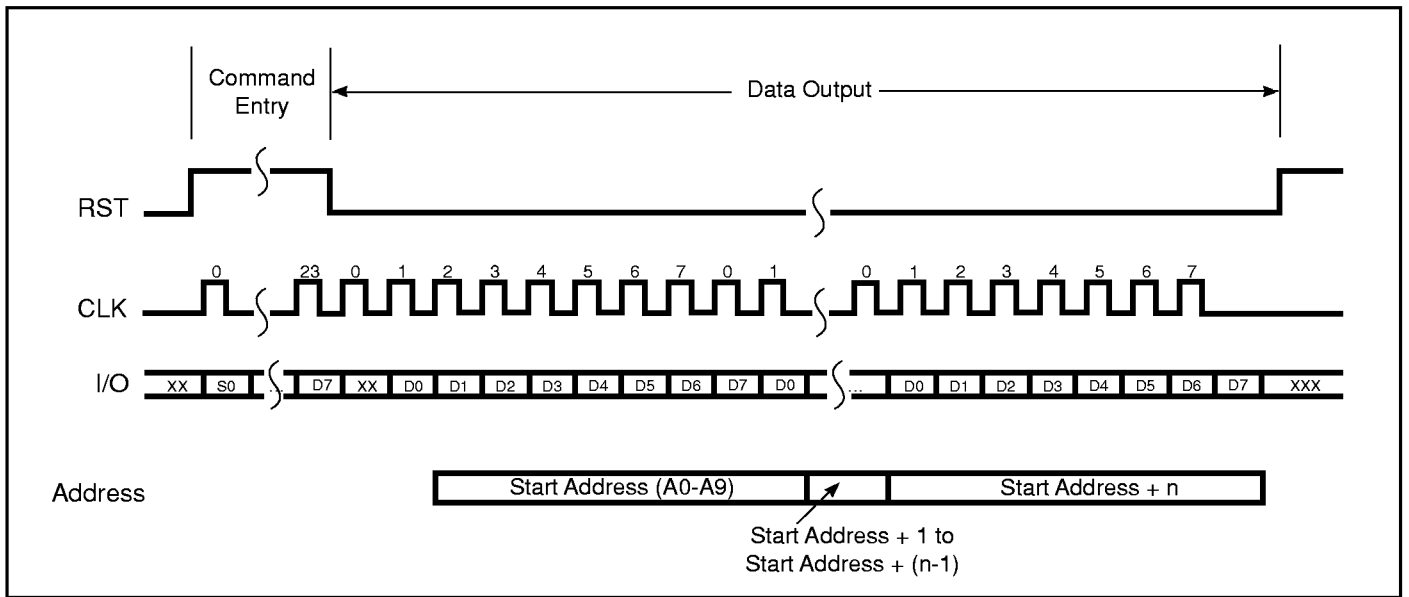 Command
Entry
Data Output
RST
0 23 0 1 2 3 4 5 6 7 0 1 0 1 2 3 4 5 6 7
CLK
I/O XX S0 ... D7 XX D0 D1 D2 D3 D4 D5 D6 D7 D0 ... D0 D1 D2 D3 D4 D5 D6 D7 XXX
Address Start Address (A0-A9) Start Address + n
Start Address + 1 to
Start Address + (n-1)